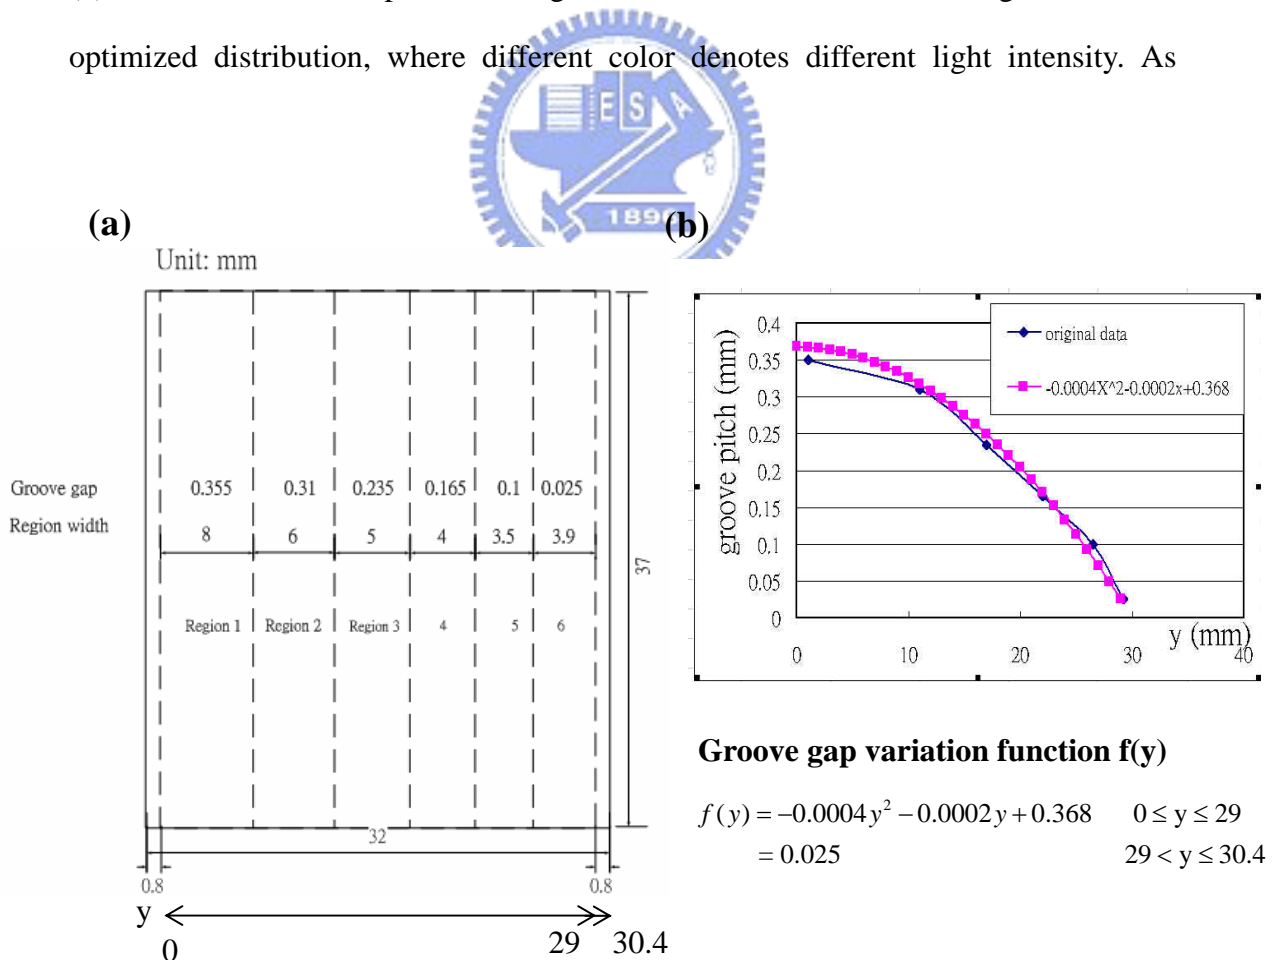 optimized distribution, where different color denotes different light intensity. As
E S A
1896
(a)
(b)
Unit: mm
Groove gap 0.355 0.31 0.235 0.165 0.1 0.025
Region width 8 6 5 4 3.5 3.9
37
Region 1 Region 2 Region 3 4 5 6
32
0.8 0.8
y
0 29 30.4
groove pitch (mm)
0.4
0.35
0.3
0.25
0.2
0.15
0.1
0.05
0
0 10 20 30 40
y (mm)
original data
-0.0004X^2-0.0002x+0.368
Groove gap variation function f(y)
f(y) = −0.0004y² − 0.0002y + 0.368 0 ≤ y ≤ 29
= 0.025 29 < y ≤ 30.4